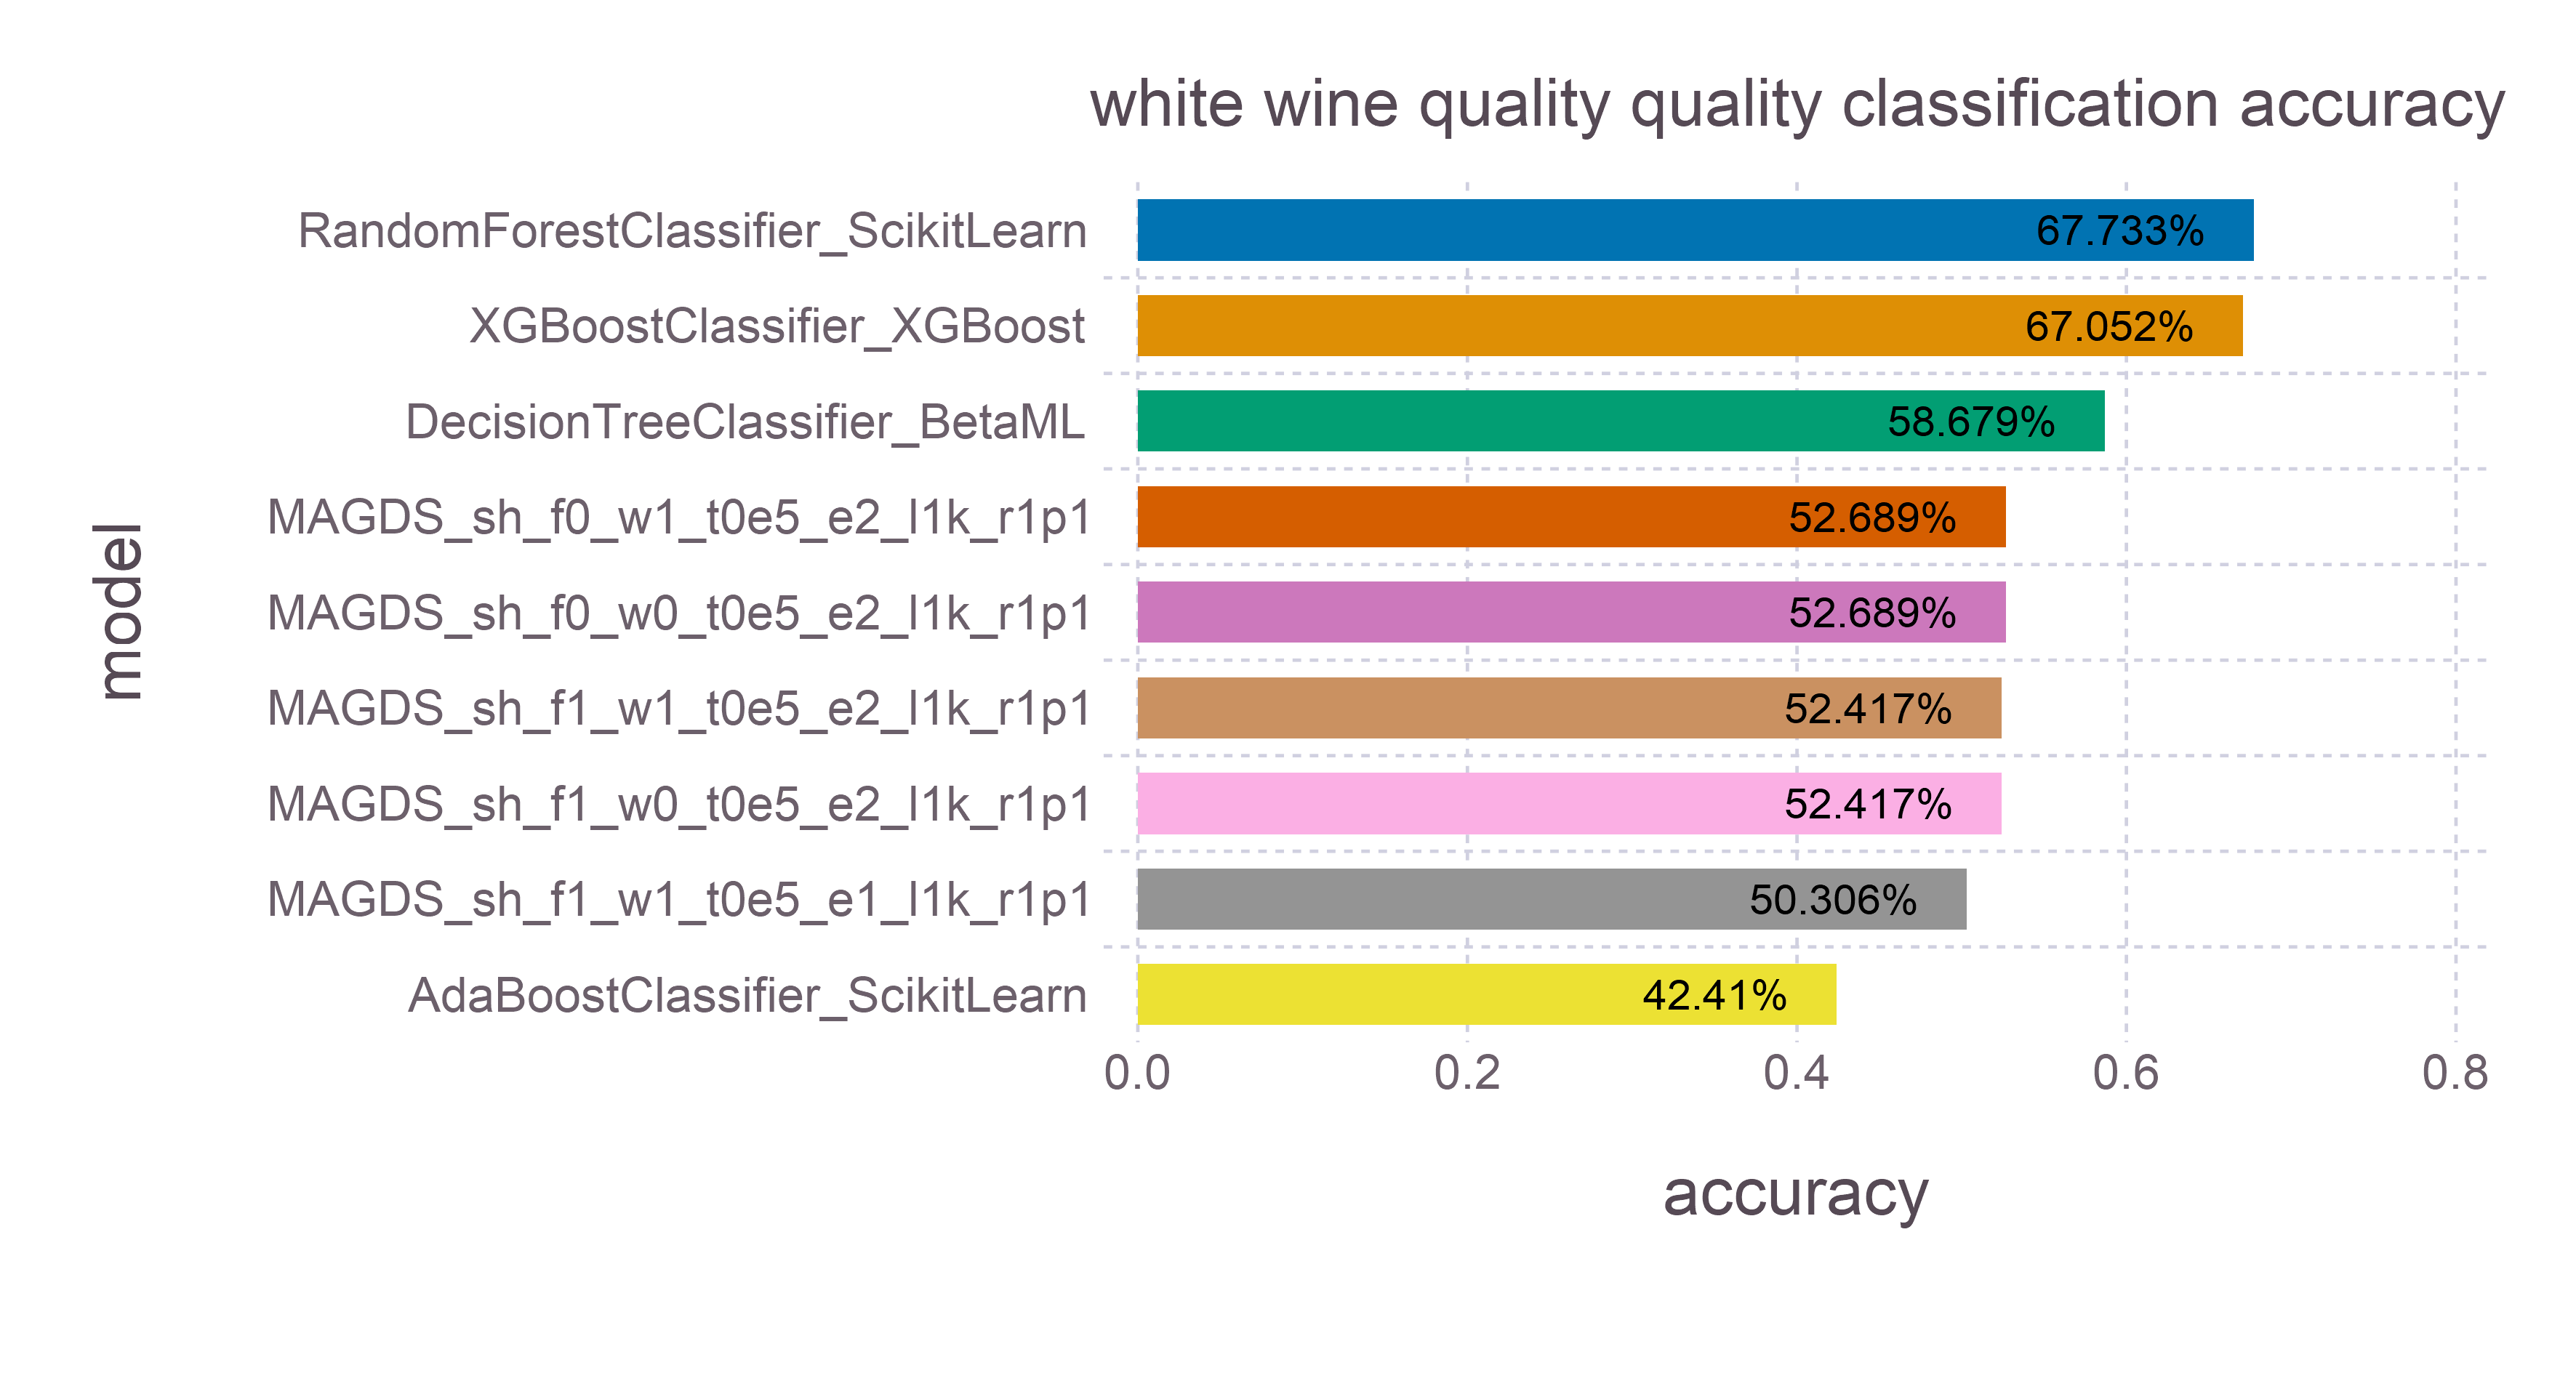 white wine quality quality classification accuracy
RandomForestClassifier_ScikitLearn 67.733%
XGBoostClassifier_XGBoost 67.052%
DecisionTreeClassifier_BetaML 58.679%
MAGDS_sh_f0_w1_t0e5_e2_l1k_r1p1 52.689%
MAGDS_sh_f0_w0_t0e5_e2_l1k_r1p1 52.689%
MAGDS_sh_f1_w1_t0e5_e2_l1k_r1p1 52.417%
MAGDS_sh_f1_w0_t0e5_e2_l1k_r1p1 52.417%
MAGDS_sh_f1_w1_t0e5_e1_l1k_r1p1 50.306%
AdaBoostClassifier_ScikitLearn 42.41%
model
0.0 0.2 0.4 0.6 0.8
accuracy